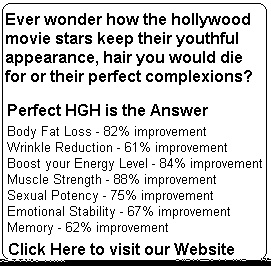 Ever wonder how the hollywood
movie stars keep their youthful
appearance, hair you would die
for or their perfect complexions?
Perfect HGH is the Answer
Body Fat Loss - 82% improvement
Wrinkle Reduction - 61% improvement
Boost your Energy Level - 84% improvement
Muscle Strength - 88% improvement
Sexual Potency - 75% improvement
Emotional Stability - 67% improvement
Memory - 62% improvement
Click Here to visit our Website